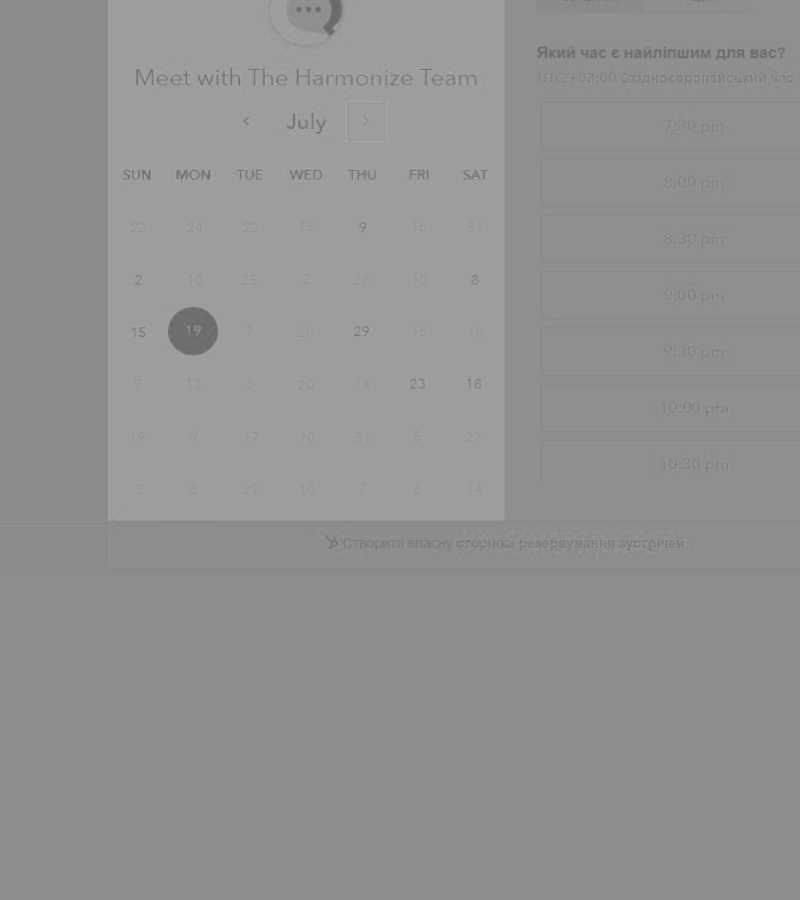 Meet with The Harmonize Team
July
SUN MON TUE WED THU FRI SAT
22 24 22 13 9 16 31
2 10 25 2 28 10 8
15 19 7 28 29 16 10
9 13 8 20 14 23 18
19 9 17 10 31 5 27
3 8 29 10 7 6 14
Який час є найліпшим для вас?
UTC +03:00 Східноєвропейський час
7:30 pm
8:00 pm
8:30 pm
9:00 pm
9:30 pm
10:00 pm
10:30 pm
Створити власну сторінка резервування зустрічей